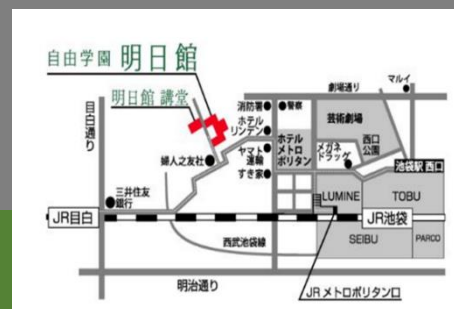 自由学園 明日館
明日館 講堂
目白通り
消防署
警察
ホテル
リンデン
ヤマト
運輸
すき家
ホテル
メトロ
ポリタン
婦人之友社
三井住友
銀行
劇場通り
マルイ
芸術劇場
西口
公園
メガネ
ドラッグ
池袋駅 西口
LUMINE
TOBU
JR目白
JR池袋
西武池袋線
SEIBU
PARCO
明治通り
JRメトロポリタン口